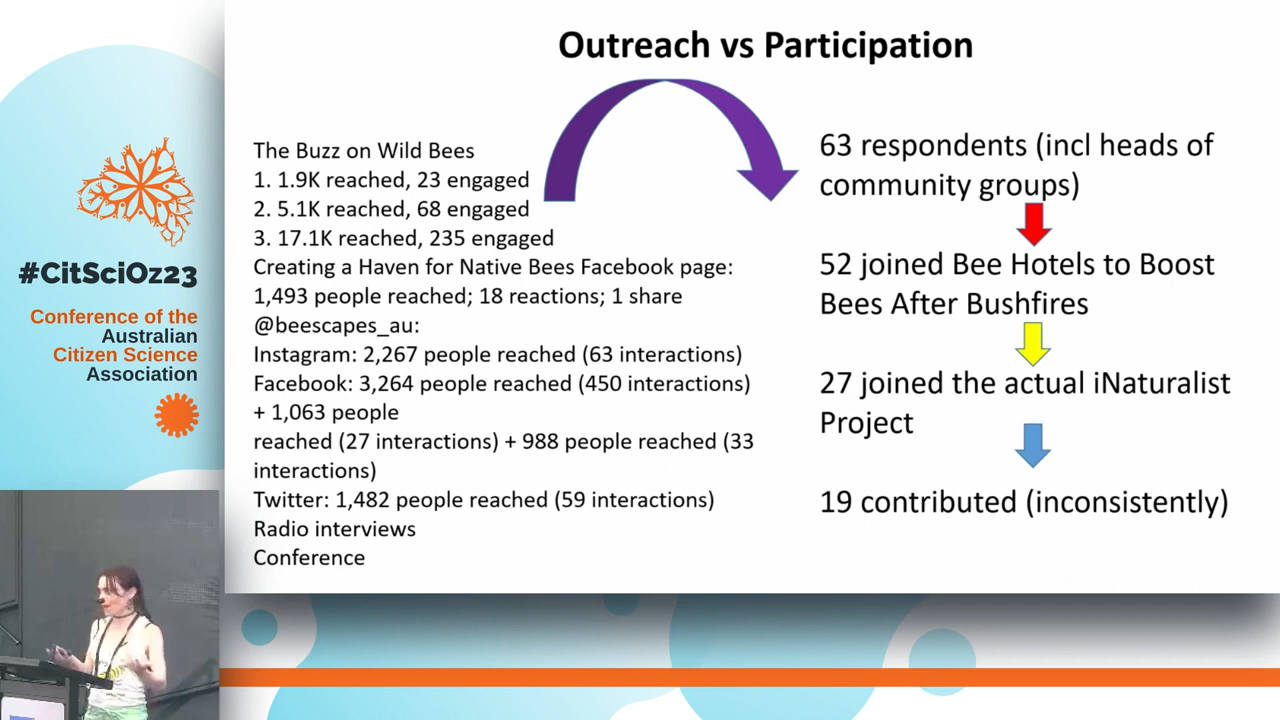 Outreach vs Participation
The Buzz on Wild Bees
1. 1.9K reached, 23 engaged
2. 5.1K reached, 68 engaged
3. 17.1K reached, 235 engaged
Creating a Haven for Native Bees Facebook page:
1,493 people reached; 18 reactions; 1 share
@beescapes_au:
Instagram: 2,267 people reached (63 interactions)
Facebook: 3,264 people reached (450 interactions)
+ 1,063 people
reached (27 interactions) + 988 people reached (33
interactions)
Twitter: 1,482 people reached (59 interactions)
Radio interviews
Conference
63 respondents (incl heads of
community groups)
52 joined Bee Hotels to Boost
Bees After Bushfires
27 joined the actual iNaturalist
Project
19 contributed (inconsistently)
#CitSciOz23
Conference of the
Australian
Citizen Science
Association